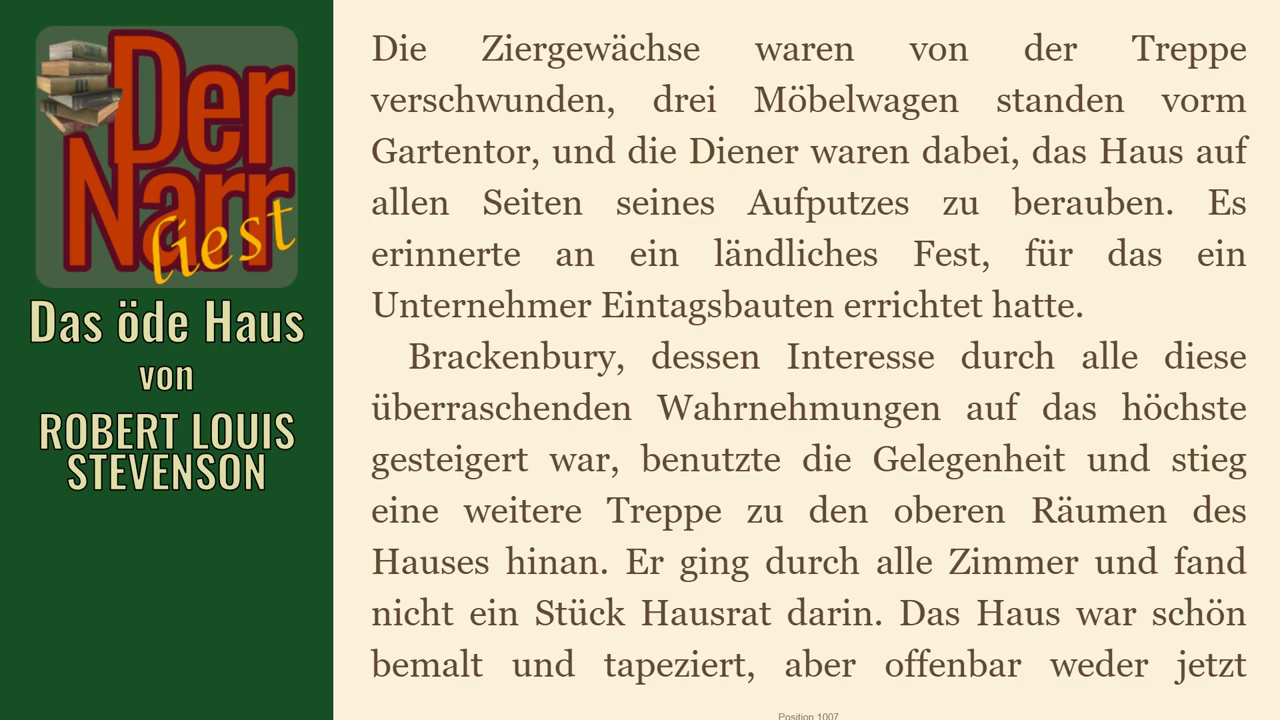 Der
Narr
liest
Das öde Haus
von
ROBERT LOUIS
STEVENSON
Die Ziergewächse waren von der Treppe
verschwunden, drei Möbelwagen standen vorm
Gartentor, und die Diener waren dabei, das Haus auf
allen Seiten seines Aufputzes zu berauben. Es
erinnerte an ein ländliches Fest, für das ein
Unternehmer Eintagsbauten errichtet hatte.
Brackenbury, dessen Interesse durch alle diese
überraschenden Wahrnehmungen auf das höchste
gesteigert war, benutzte die Gelegenheit und stieg
eine weitere Treppe zu den oberen Räumen des
Hauses hinan. Er ging durch alle Zimmer und fand
nicht ein Stück Hausrat darin. Das Haus war schön
bemalt und tapeziert, aber offenbar weder jetzt
Position 1007